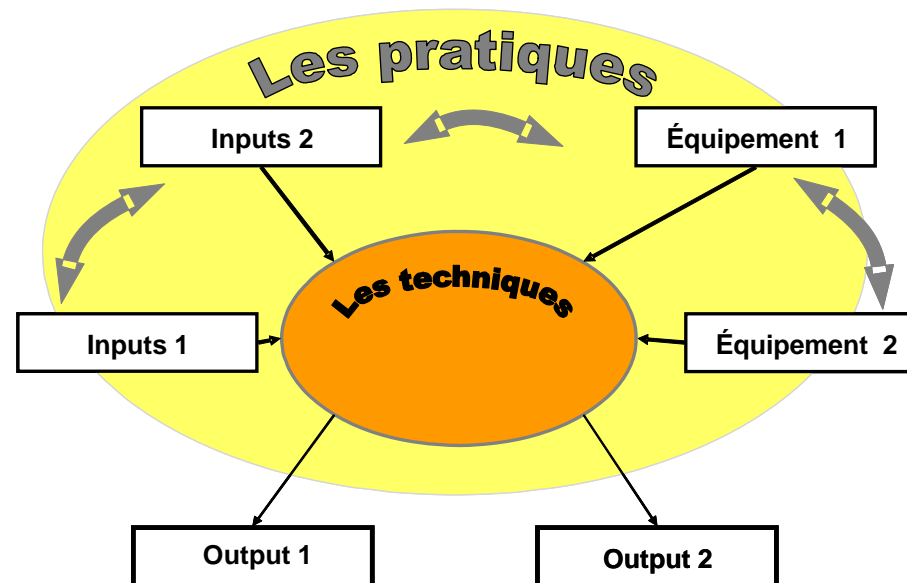 Les pratiques
Inputs 2
Équipement 1
Les techniques
Inputs 1
Équipement 2
Output 1
Output 2